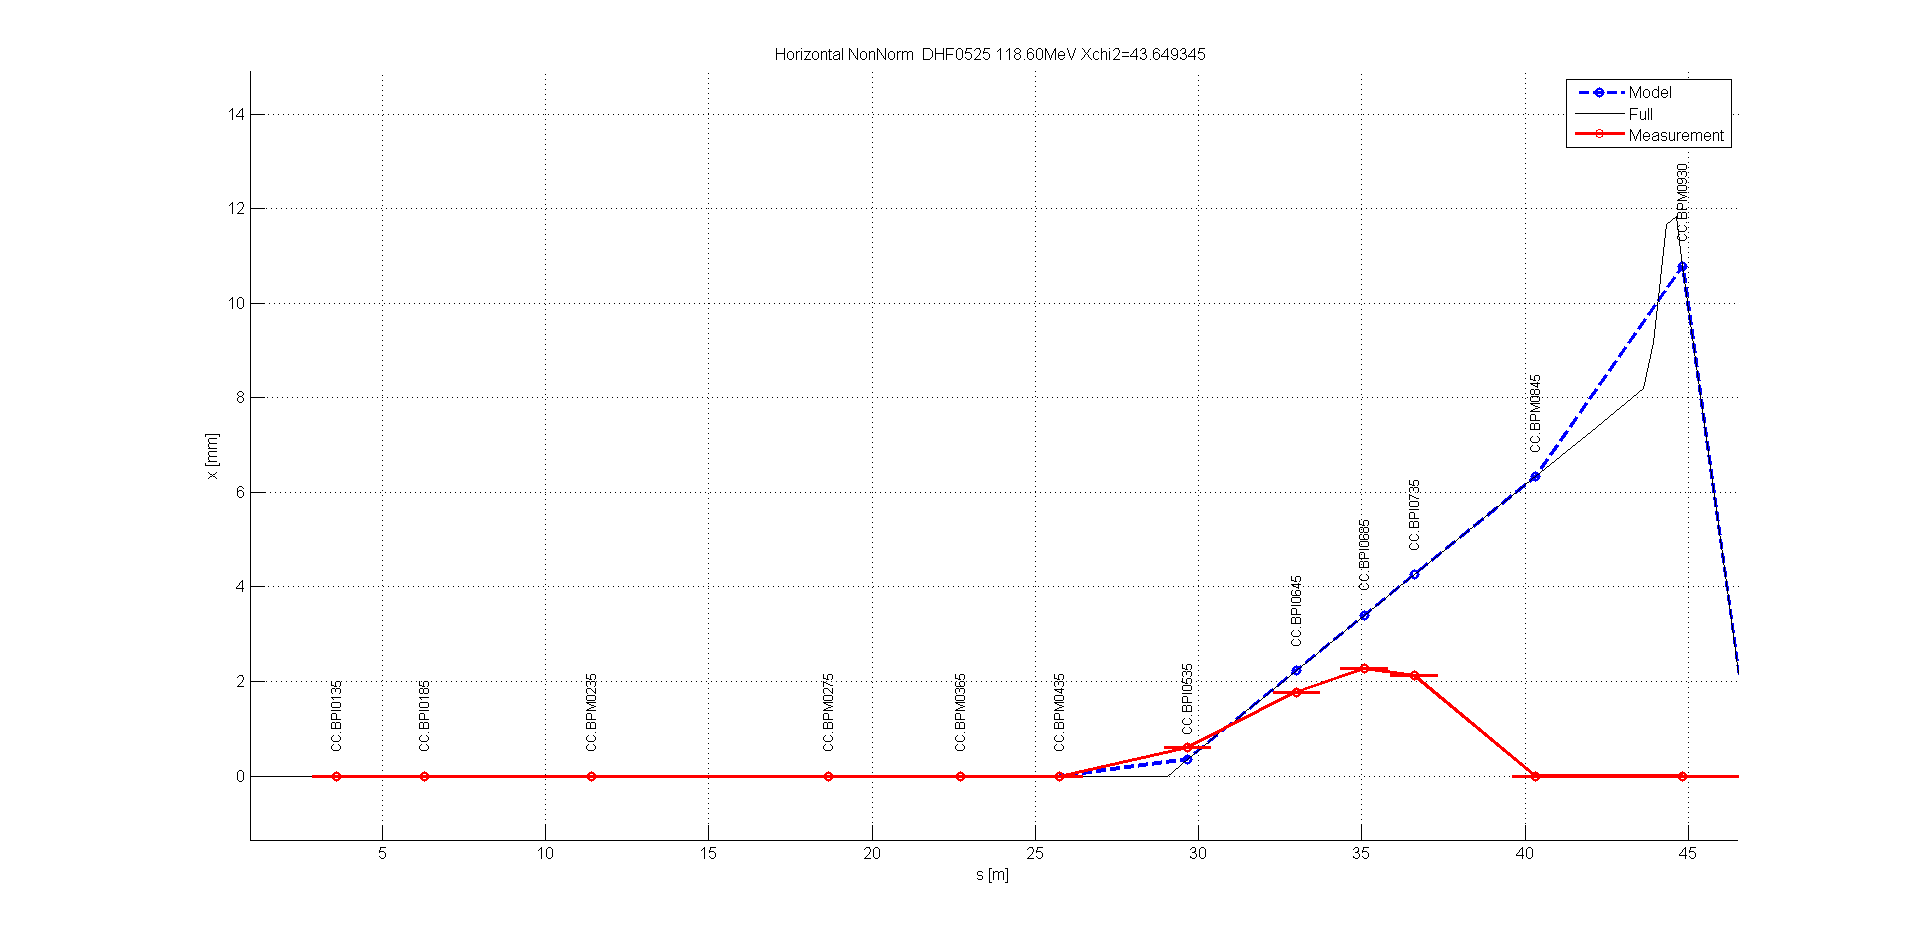 Horizontal NonNorm DHF0525 118.60MeV Xchi2=43.649345
Model
Full
Measurement
x [mm]
14
12
10
8
6
4
2
0
CC.BPI0135
CC.BPI0185
CC.BPM0235
CC.BPM0275
CC.BPM0365
CC.BPM0435
CC.BPI0535
CC.BPI0645
CC.BPI0685
CC.BPI0735
CC.BPM0845
CC.BPM0930
5
10
15
20
25
30
35
40
45
s [m]